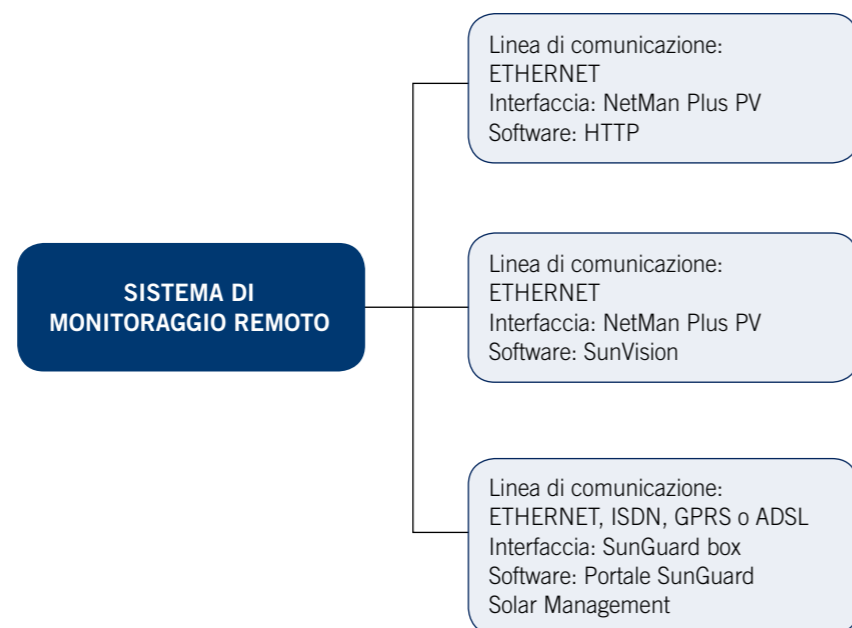 Linea di comunicazione:
ETHERNET
Interfaccia: NetMan Plus PV
Software: HTTP
SISTEMA DI
MONITORAGGIO REMOTO
Linea di comunicazione:
ETHERNET
Interfaccia: NetMan Plus PV
Software: SunVision
Linea di comunicazione:
ETHERNET, ISDN, GPRS o ADSL
Interfaccia: SunGuard box
Software: Portale SunGuard
Solar Management